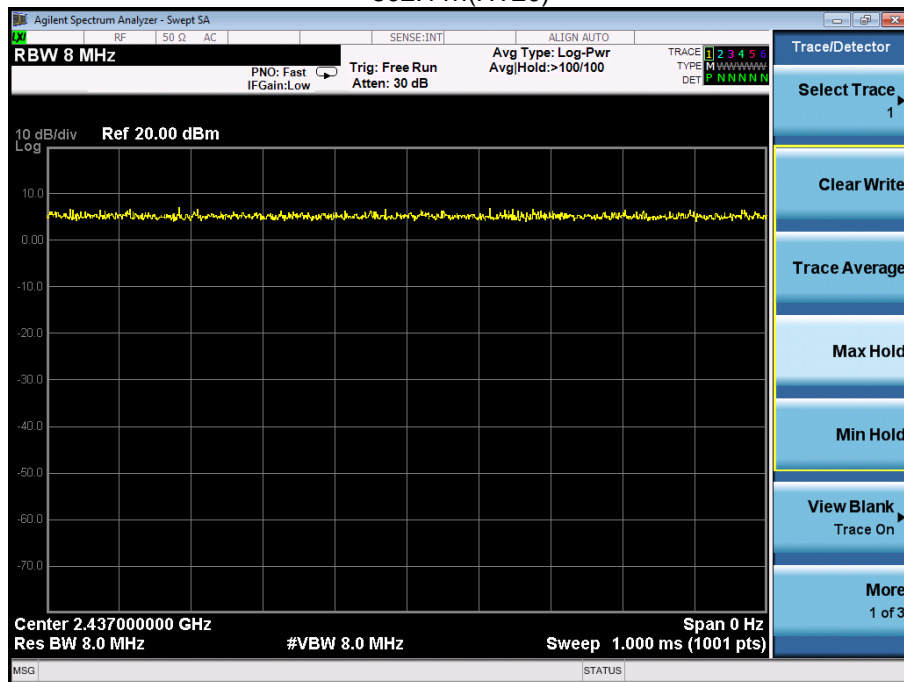 Agilent Spectrum Analyzer - Swept SA
LXI RF 50 Ω AC SENSE:INT ALIGN AUTO
RBW 8 MHz
PNO: Fast
IFGain:Low
Trig: Free Run
Atten: 30 dB
Avg Type: Log-Pwr
Avg|Hold:>100/100
TRACE 1 2 3 4 5 6
TYPE M WWWWW
DET P N N N N N
10 dB/div Ref 20.00 dBm
Log
10.0
0.00
-10.0
-20.0
-30.0
-40.0
-50.0
-60.0
-70.0
Center 2.437000000 GHz Span 0 Hz
Res BW 8.0 MHz #VBW 8.0 MHz Sweep 1.000 ms (1001 pts)
MSG STATUS
Trace/Detector
Select Trace
1
Clear Write
Trace Average
Max Hold
Min Hold
View Blank
Trace On
More
1 of 3